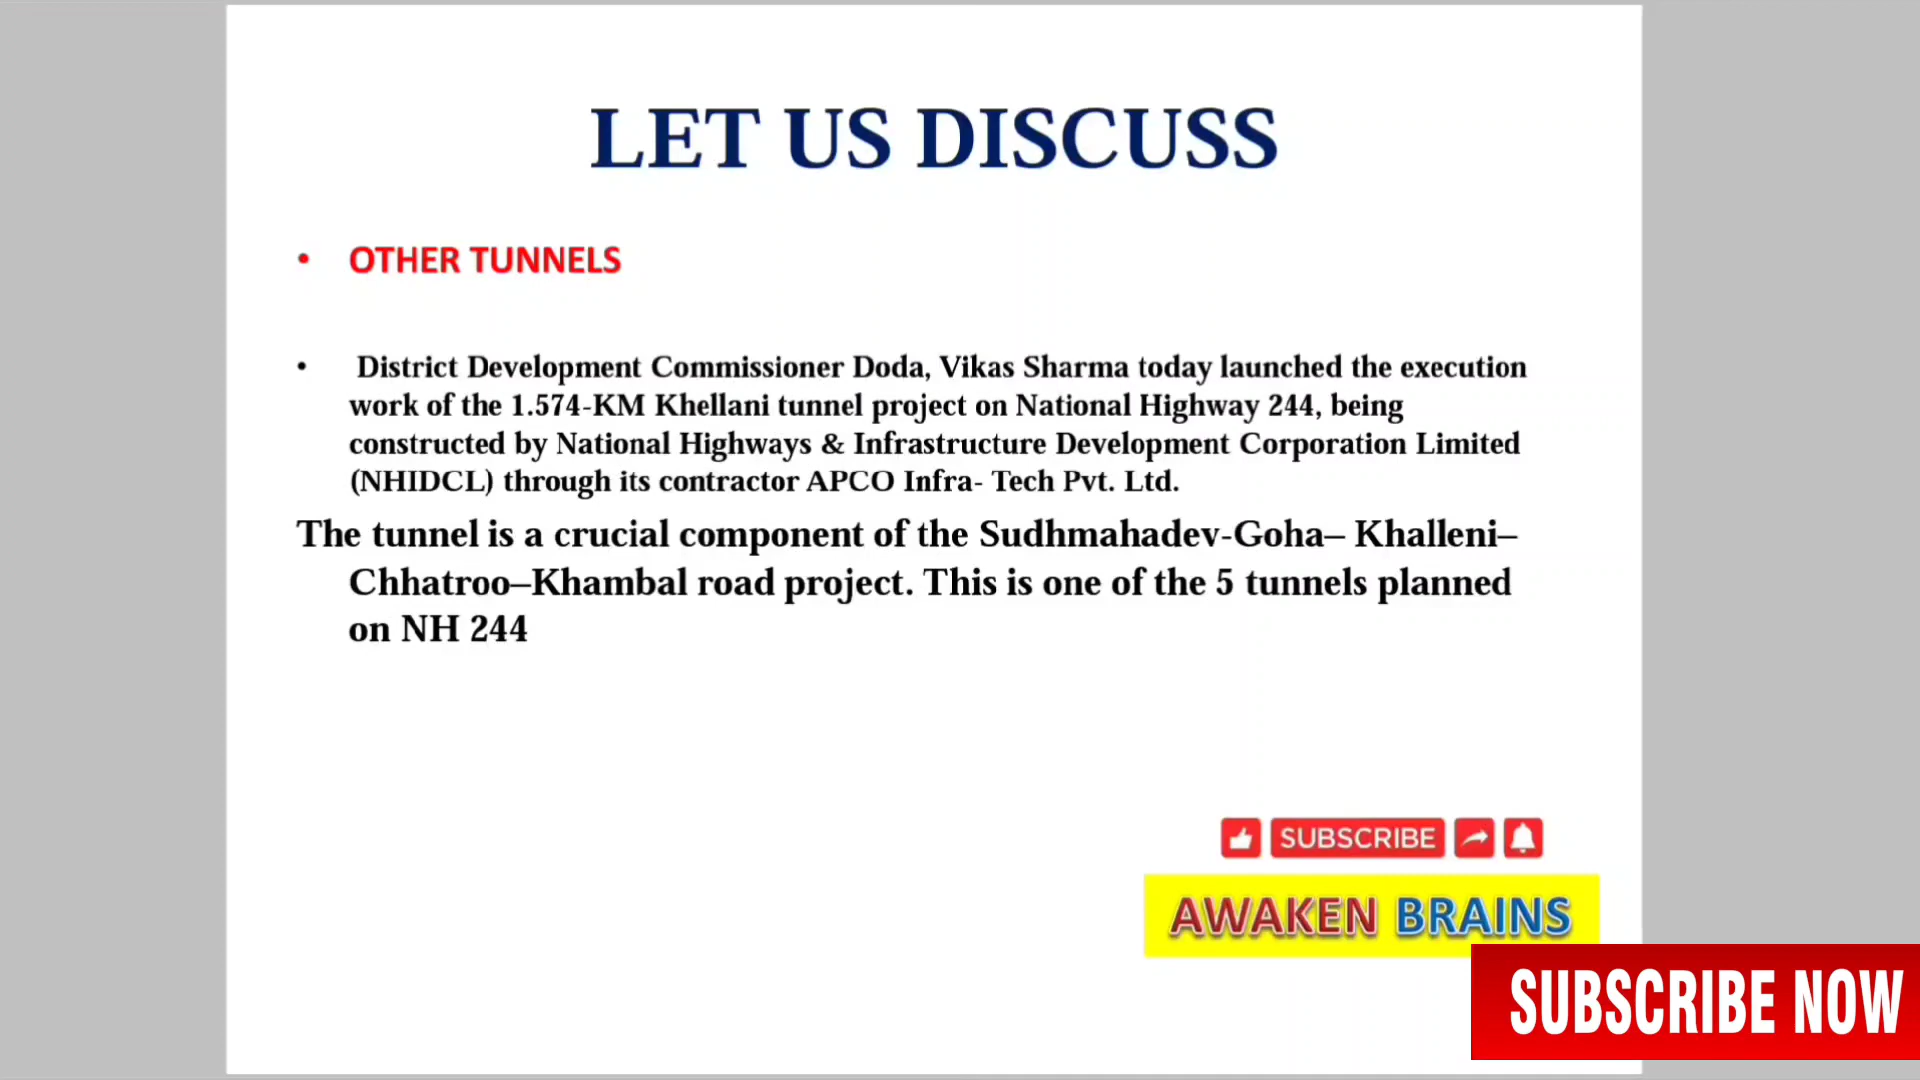 LET US DISCUSS
• OTHER TUNNELS
• District Development Commissioner Doda, Vikas Sharma today launched the execution
work of the 1.574-KM Khellani tunnel project on National Highway 244, being
constructed by National Highways & Infrastructure Development Corporation Limited
(NHIDCL) through its contractor APCO Infra- Tech Pvt. Ltd.
The tunnel is a crucial component of the Sudhmahadev-Goha– Khalleni–
Chhatroo–Khambal road project. This is one of the 5 tunnels planned
on NH 244
SUBSCRIBE
AWAKEN BRAINS
SUBSCRIBE NOW